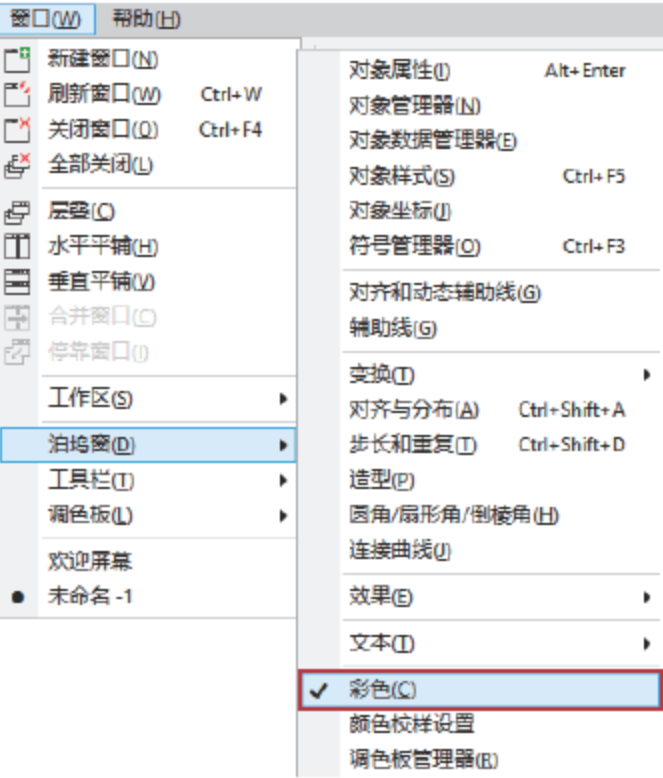 窗口(W) 帮助(H)
新建窗口(N)
刷新窗口(W) Ctrl+W
关闭窗口(O) Ctrl+F4
全部关闭(L)
层叠(C)
水平平铺(H)
垂直平铺(V)
合并窗口(C)
停靠窗口(I)
工作区(S)
泊坞窗(D)
工具栏(T)
调色板(L)
欢迎屏幕
未命名 -1
对象属性(I) Alt+Enter
对象管理器(N)
对象数据管理器(E)
对象样式(S) Ctrl+F5
对象坐标(J)
符号管理器(O) Ctrl+F3
对齐和动态辅助线(G)
辅助线(G)
变换(T)
对齐与分布(A) Ctrl+Shift+A
步长和重复(T) Ctrl+Shift+D
造型(P)
圆角/扇形角/倒棱角(H)
连接曲线(J)
效果(E)
文本(T)
彩色(C)
颜色校样设置
调色板管理器(R)